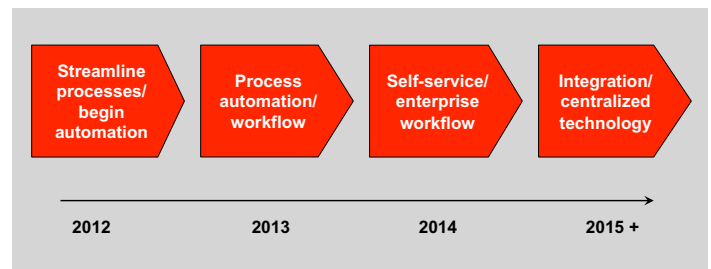 Streamline
processes/
begin
automation
Process
automation/
workflow
Self-service/
enterprise
workflow
Integration/
centralized
technology
2012
2013
2014
2015 +